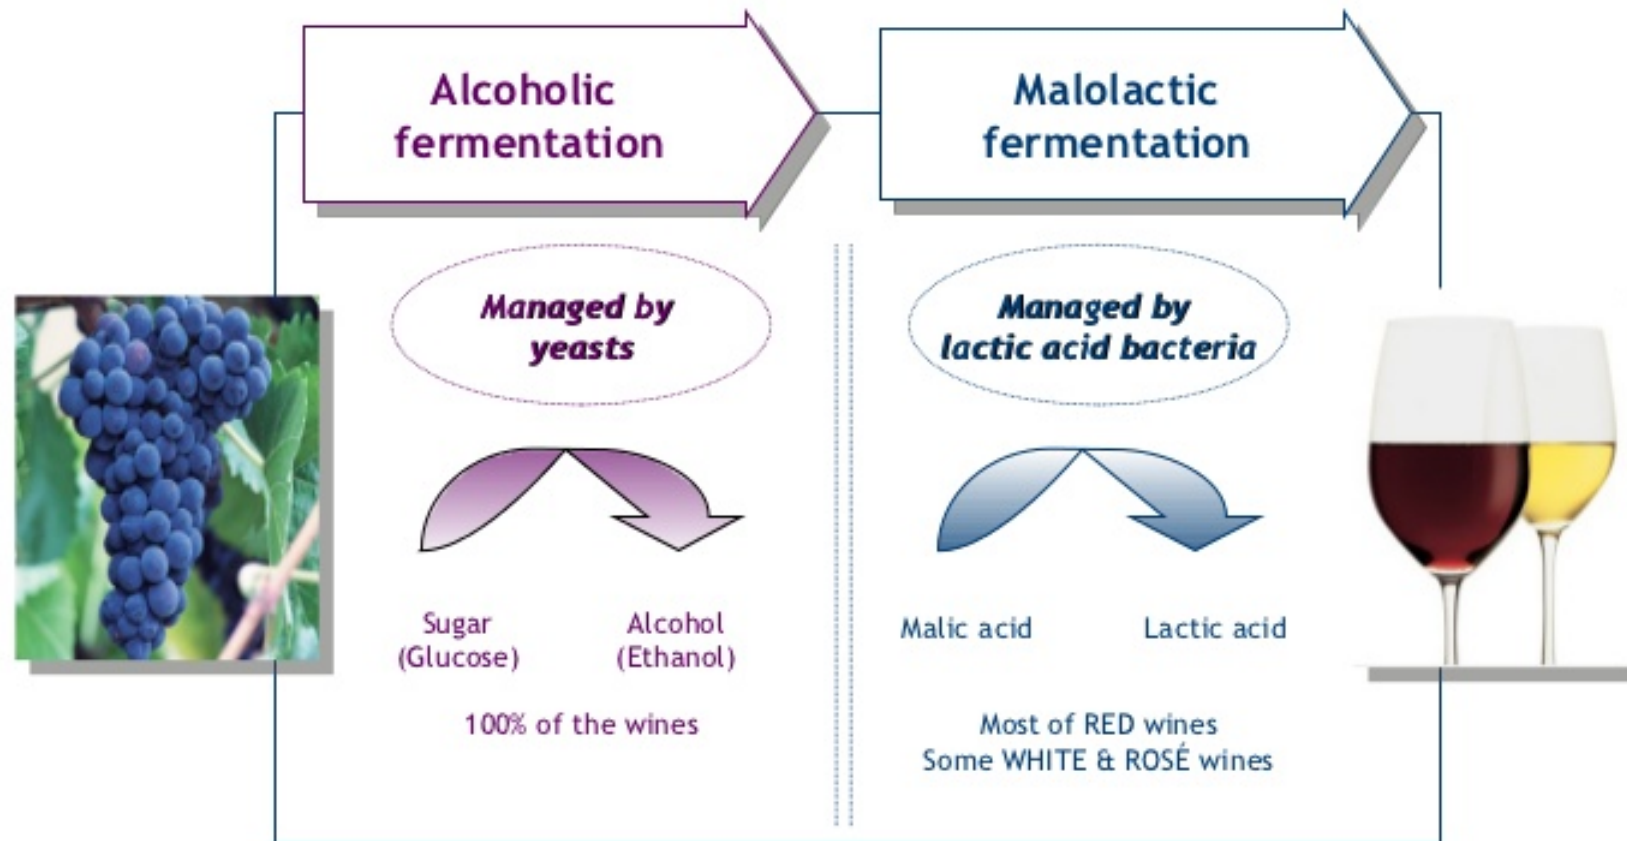 Alcoholic
fermentation
Malolactic
fermentation
Managed by
yeasts
Managed by
lactic acid bacteria
Sugar
(Glucose)
Alcohol
(Ethanol)
Malic acid
Lactic acid
100% of the wines
Most of RED wines
Some WHITE & ROSÉ wines